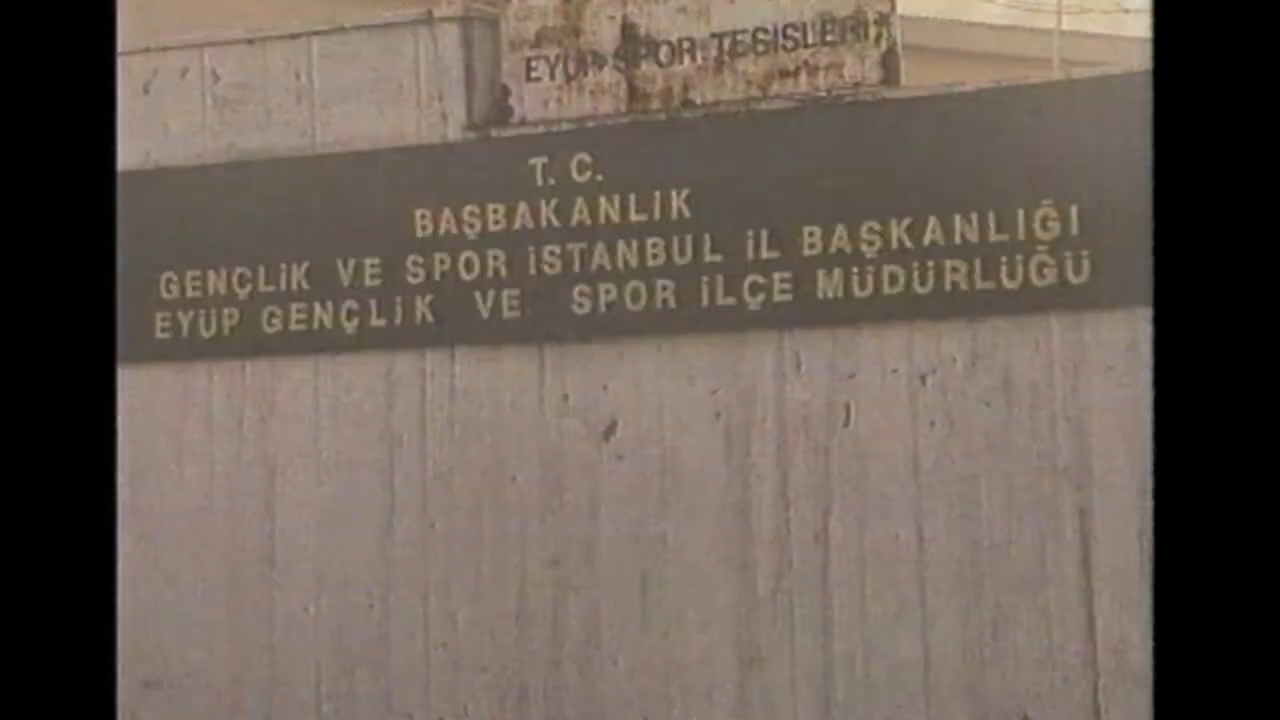 EYÜP SPOR TESİSLERİ
T. C.
BAŞBAKANLIK
GENÇLİK VE SPOR İSTANBUL İL BAŞKANLIĞI
EYÜP GENÇLİK VE SPOR İLÇE MÜDÜRLÜĞÜ